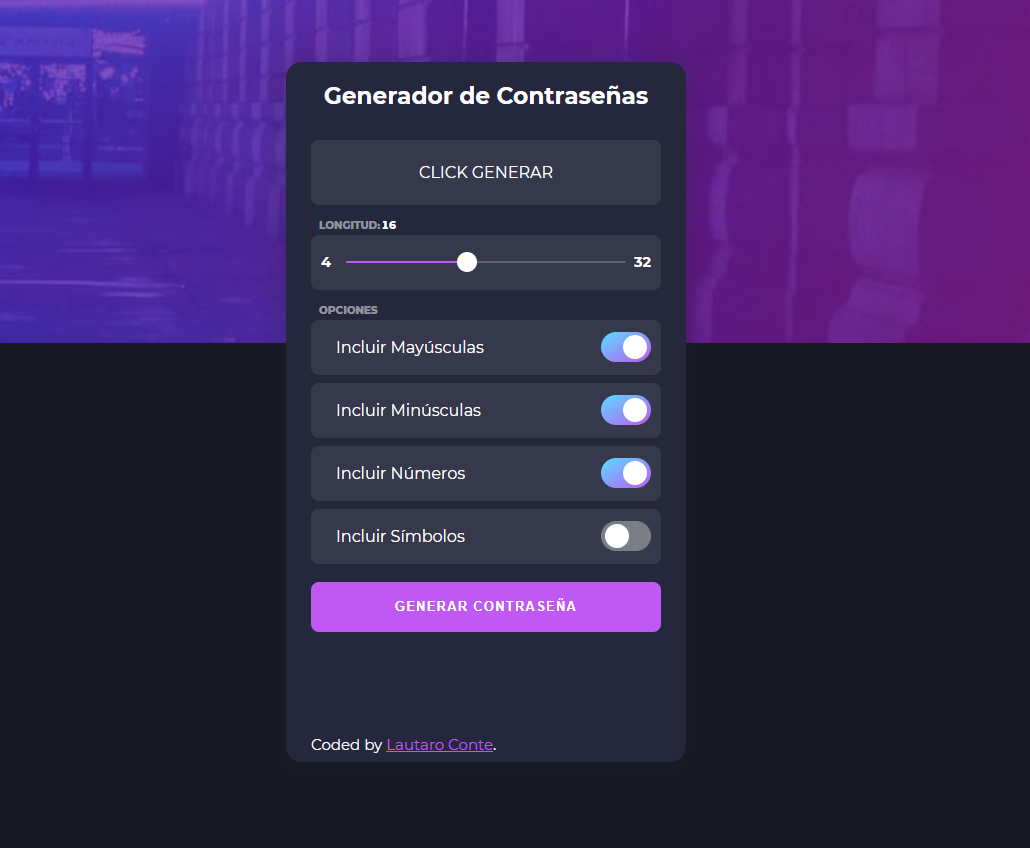 Generador de Contraseñas
CLICK GENERAR
LONGITUD: 16
4 32
OPCIONES
Incluir Mayúsculas
Incluir Minúsculas
Incluir Números
Incluir Símbolos
GENERAR CONTRASEÑA
Coded by Lautaro Conte.